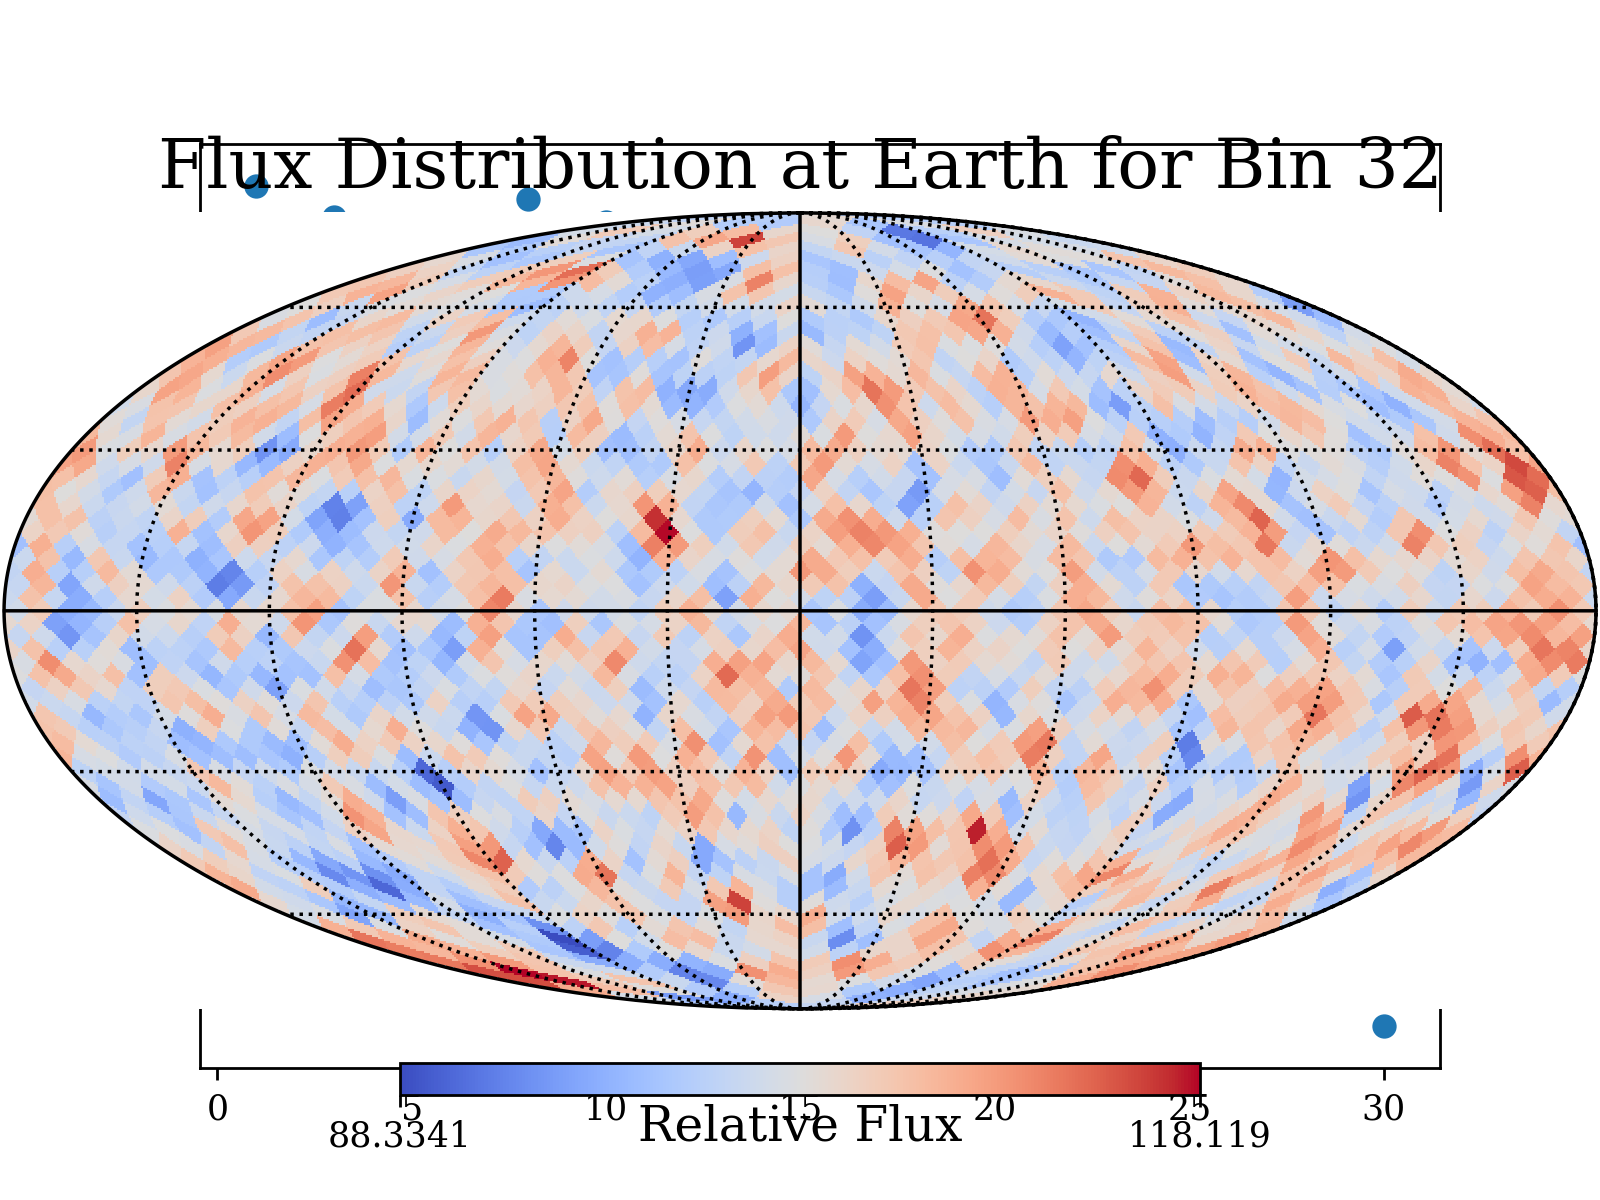 Flux Distribution at Earth for Bin 32
0 5 10 15 20 25 30
Relative Flux
88.3341 118.119